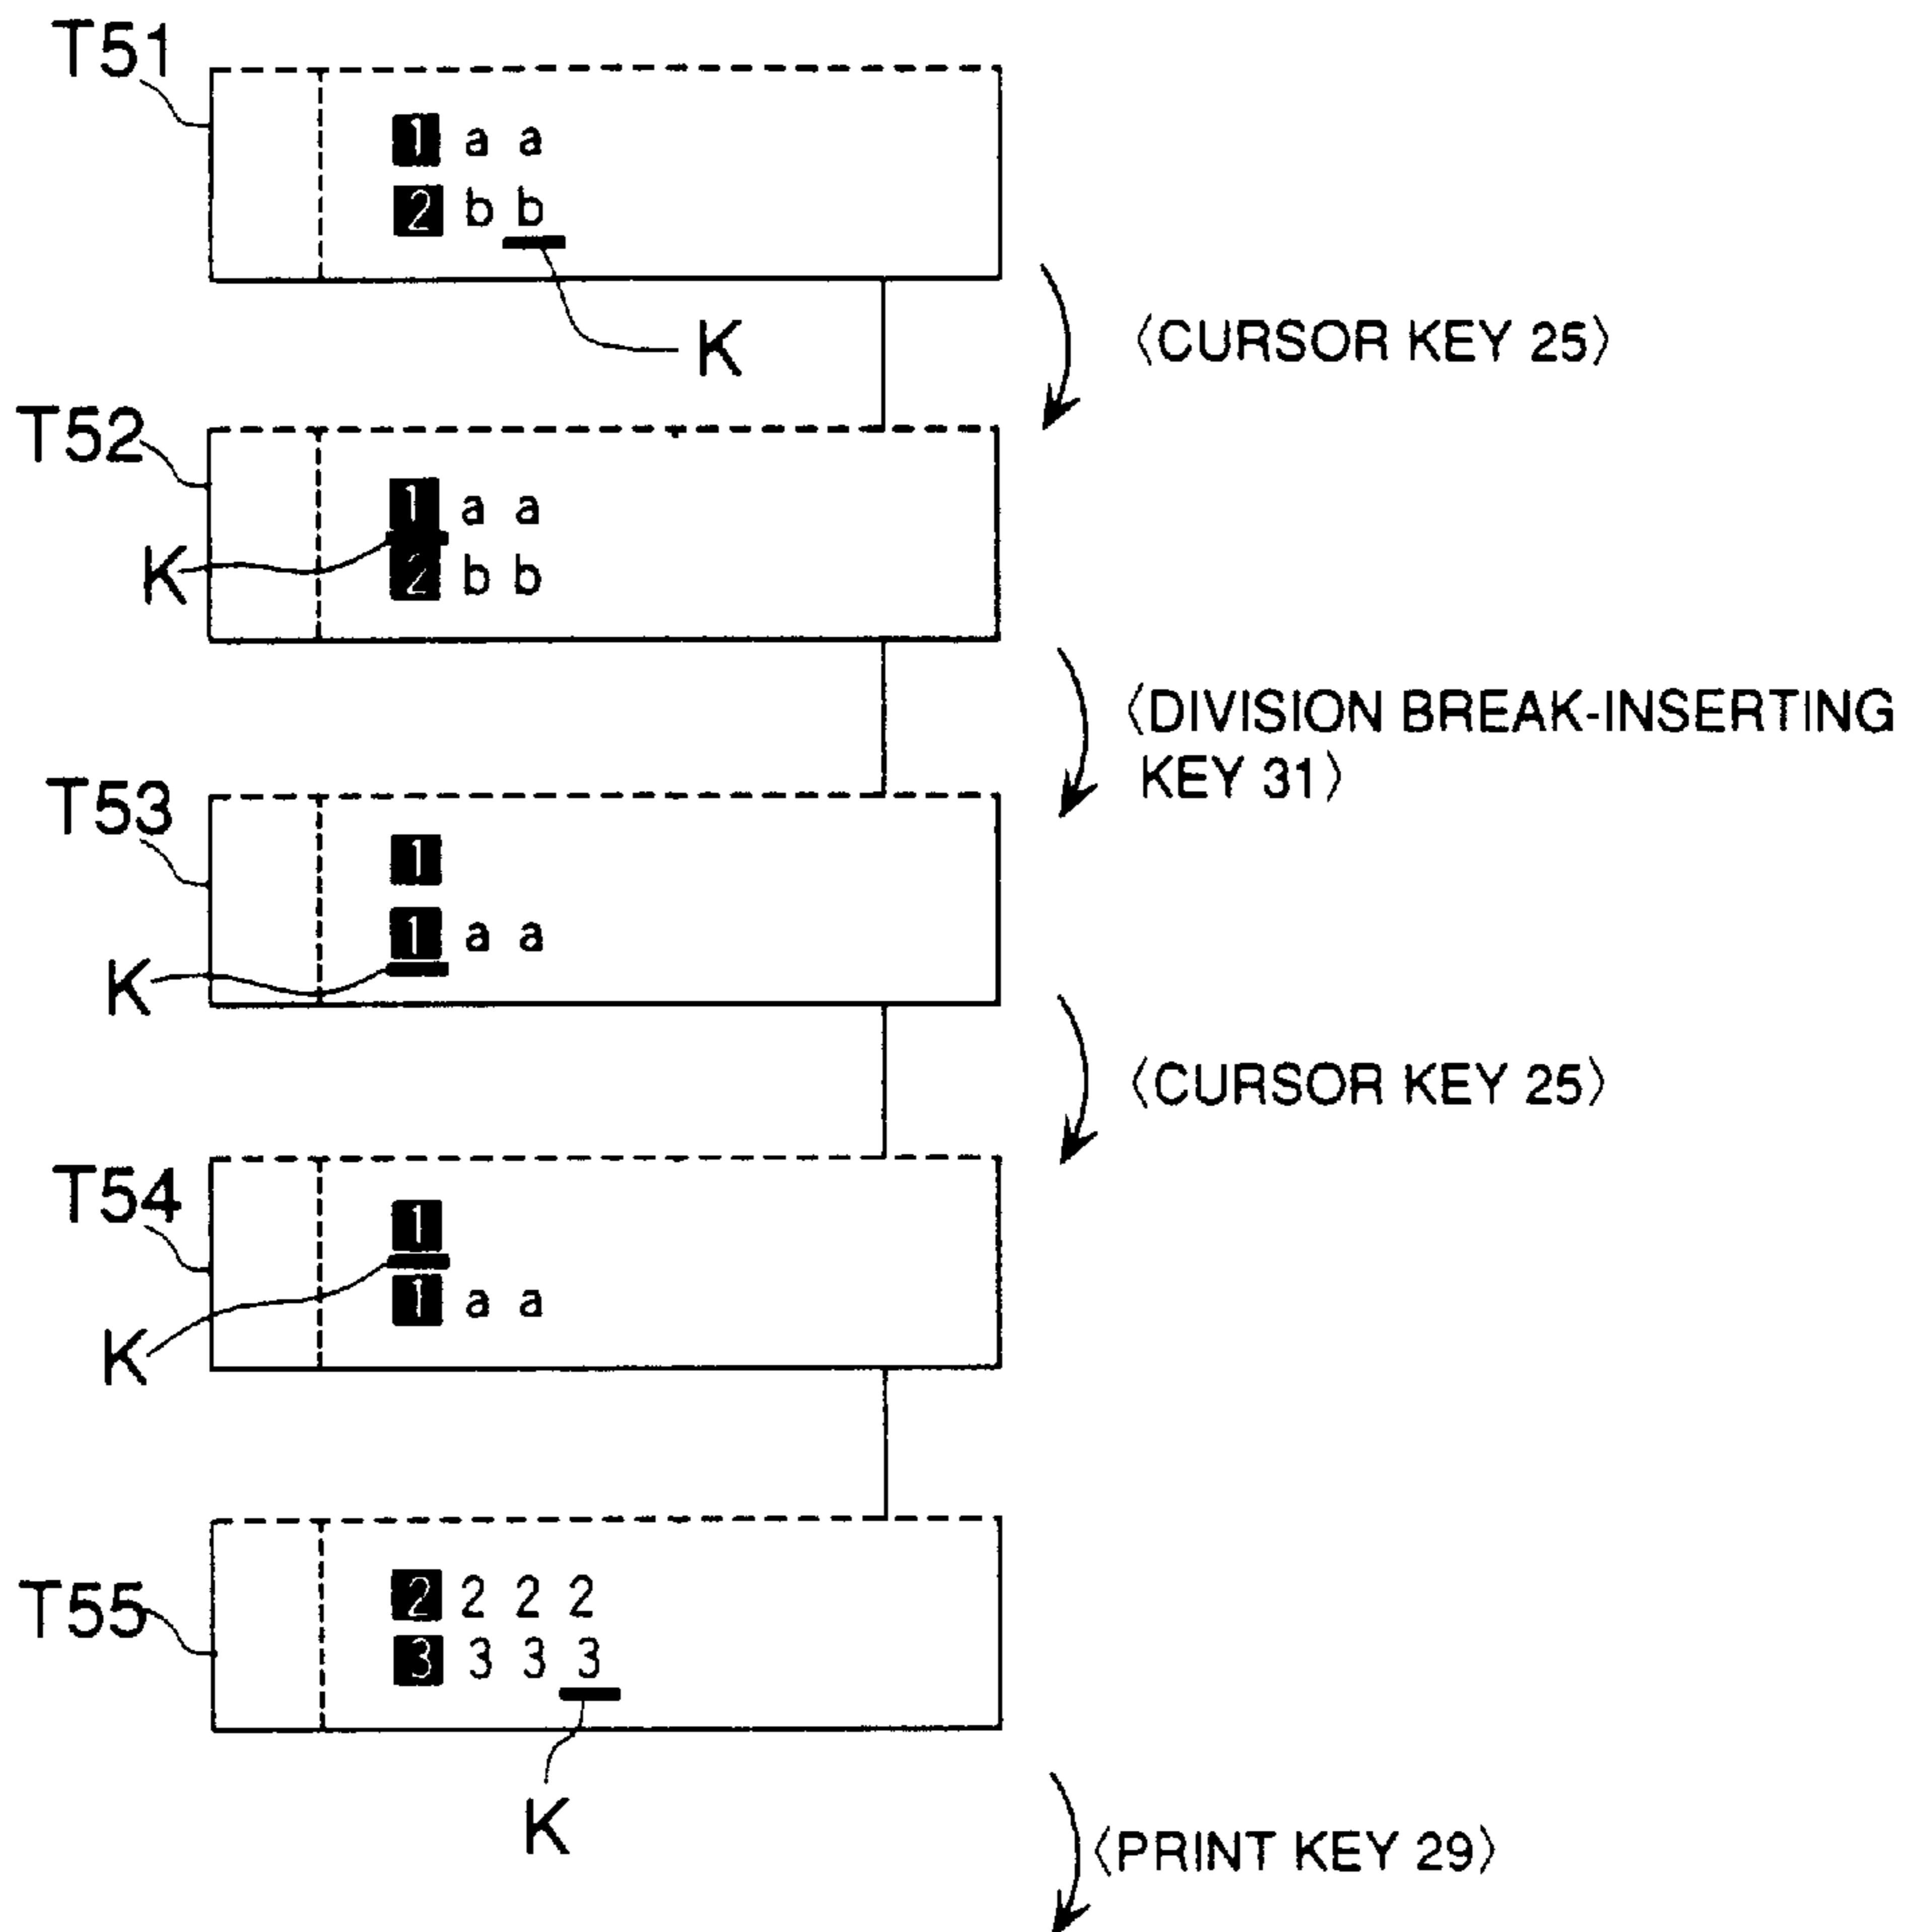 T51
1 a a
2 b b
K
〈CURSOR KEY 25〉
T52
1 a a
K
2 b b
〈DIVISION BREAK-INSERTING
KEY 31〉
T53
1
1 a a
K
〈CURSOR KEY 25〉
T54
1
1 a a
K
T55
2 2 2 2
3 3 3 3
K
〈PRINT KEY 29〉